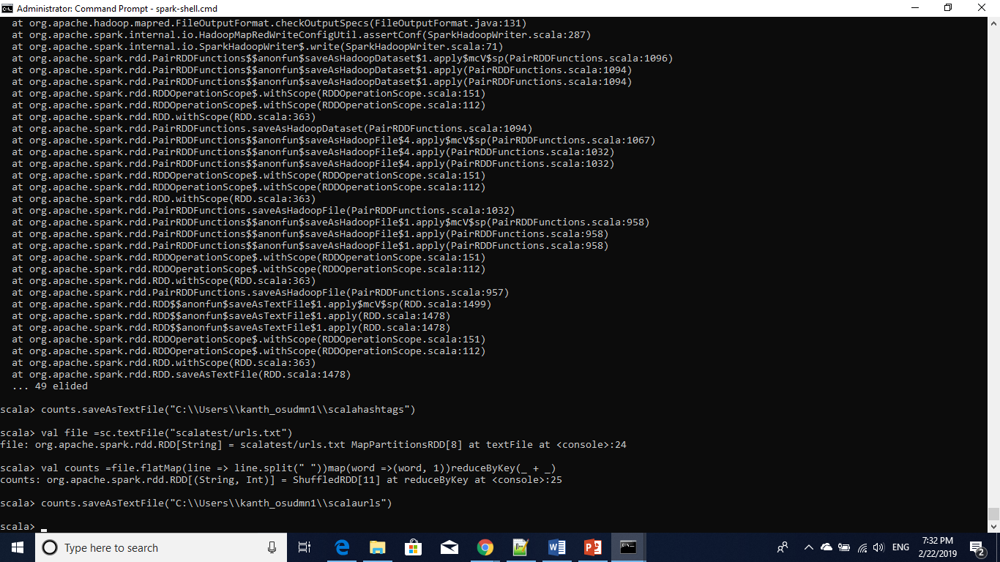 Administrator: Command Prompt - spark-shell.cmd
at org.apache.hadoop.mapred.FileOutputFormat.checkOutputSpecs(FileOutputFormat.java:131)
at org.apache.spark.internal.io.HadoopMapRedWriteConfigUtil.assertConf(SparkHadoopWriter.scala:287)
at org.apache.spark.internal.io.SparkHadoopWriter$.write(SparkHadoopWriter.scala:71)
at org.apache.spark.rdd.PairRDDFunctions$$anonfun$saveAsHadoopDataset$1.apply$mcV$sp(PairRDDFunctions.scala:1096)
at org.apache.spark.rdd.PairRDDFunctions$$anonfun$saveAsHadoopDataset$1.apply(PairRDDFunctions.scala:1094)
at org.apache.spark.rdd.PairRDDFunctions$$anonfun$saveAsHadoopDataset$1.apply(PairRDDFunctions.scala:1094)
at org.apache.spark.rdd.RDDOperationScope$.withScope(RDDOperationScope.scala:151)
at org.apache.spark.rdd.RDDOperationScope$.withScope(RDDOperationScope.scala:112)
at org.apache.spark.rdd.RDD.withScope(RDD.scala:363)
at org.apache.spark.rdd.PairRDDFunctions.saveAsHadoopDataset(PairRDDFunctions.scala:1094)
at org.apache.spark.rdd.PairRDDFunctions$$anonfun$saveAsHadoopFile$4.apply$mcV$sp(PairRDDFunctions.scala:1067)
at org.apache.spark.rdd.PairRDDFunctions$$anonfun$saveAsHadoopFile$4.apply(PairRDDFunctions.scala:1032)
at org.apache.spark.rdd.PairRDDFunctions$$anonfun$saveAsHadoopFile$4.apply(PairRDDFunctions.scala:1032)
at org.apache.spark.rdd.RDDOperationScope$.withScope(RDDOperationScope.scala:151)
at org.apache.spark.rdd.RDDOperationScope$.withScope(RDDOperationScope.scala:112)
at org.apache.spark.rdd.RDD.withScope(RDD.scala:363)
at org.apache.spark.rdd.PairRDDFunctions.saveAsHadoopFile(PairRDDFunctions.scala:1032)
at org.apache.spark.rdd.PairRDDFunctions$$anonfun$saveAsHadoopFile$1.apply$mcV$sp(PairRDDFunctions.scala:958)
at org.apache.spark.rdd.PairRDDFunctions$$anonfun$saveAsHadoopFile$1.apply(PairRDDFunctions.scala:958)
at org.apache.spark.rdd.PairRDDFunctions$$anonfun$saveAsHadoopFile$1.apply(PairRDDFunctions.scala:958)
at org.apache.spark.rdd.RDDOperationScope$.withScope(RDDOperationScope.scala:151)
at org.apache.spark.rdd.RDDOperationScope$.withScope(RDDOperationScope.scala:112)
at org.apache.spark.rdd.RDD.withScope(RDD.scala:363)
at org.apache.spark.rdd.PairRDDFunctions.saveAsHadoopFile(PairRDDFunctions.scala:957)
at org.apache.spark.rdd.RDD$$anonfun$saveAsTextFile$1.apply$mcV$sp(RDD.scala:1499)
at org.apache.spark.rdd.RDD$$anonfun$saveAsTextFile$1.apply(RDD.scala:1478)
at org.apache.spark.rdd.RDD$$anonfun$saveAsTextFile$1.apply(RDD.scala:1478)
at org.apache.spark.rdd.RDDOperationScope$.withScope(RDDOperationScope.scala:151)
at org.apache.spark.rdd.RDDOperationScope$.withScope(RDDOperationScope.scala:112)
at org.apache.spark.rdd.RDD.withScope(RDD.scala:363)
at org.apache.spark.rdd.RDD.saveAsTextFile(RDD.scala:1478)
... 49 elided
scala> counts.saveAsTextFile("C:\\Users\\kanth_osudmn1\\scalahashtags")
scala> val file =sc.textFile("scalatest/urls.txt")
file: org.apache.spark.rdd.RDD[String] = scalatest/urls.txt MapPartitionsRDD[8] at textFile at <console>:24
scala> val counts =file.flatMap(line => line.split(" "))map(word =>(word, 1))reduceByKey(_ + _)
counts: org.apache.spark.rdd.RDD[(String, Int)] = ShuffledRDD[11] at reduceByKey at <console>:25
scala> counts.saveAsTextFile("C:\\Users\\kanth_osudmn1\\scalaurls")
scala>
Type here to search
ENG
7:32 PM
2/22/2019
2